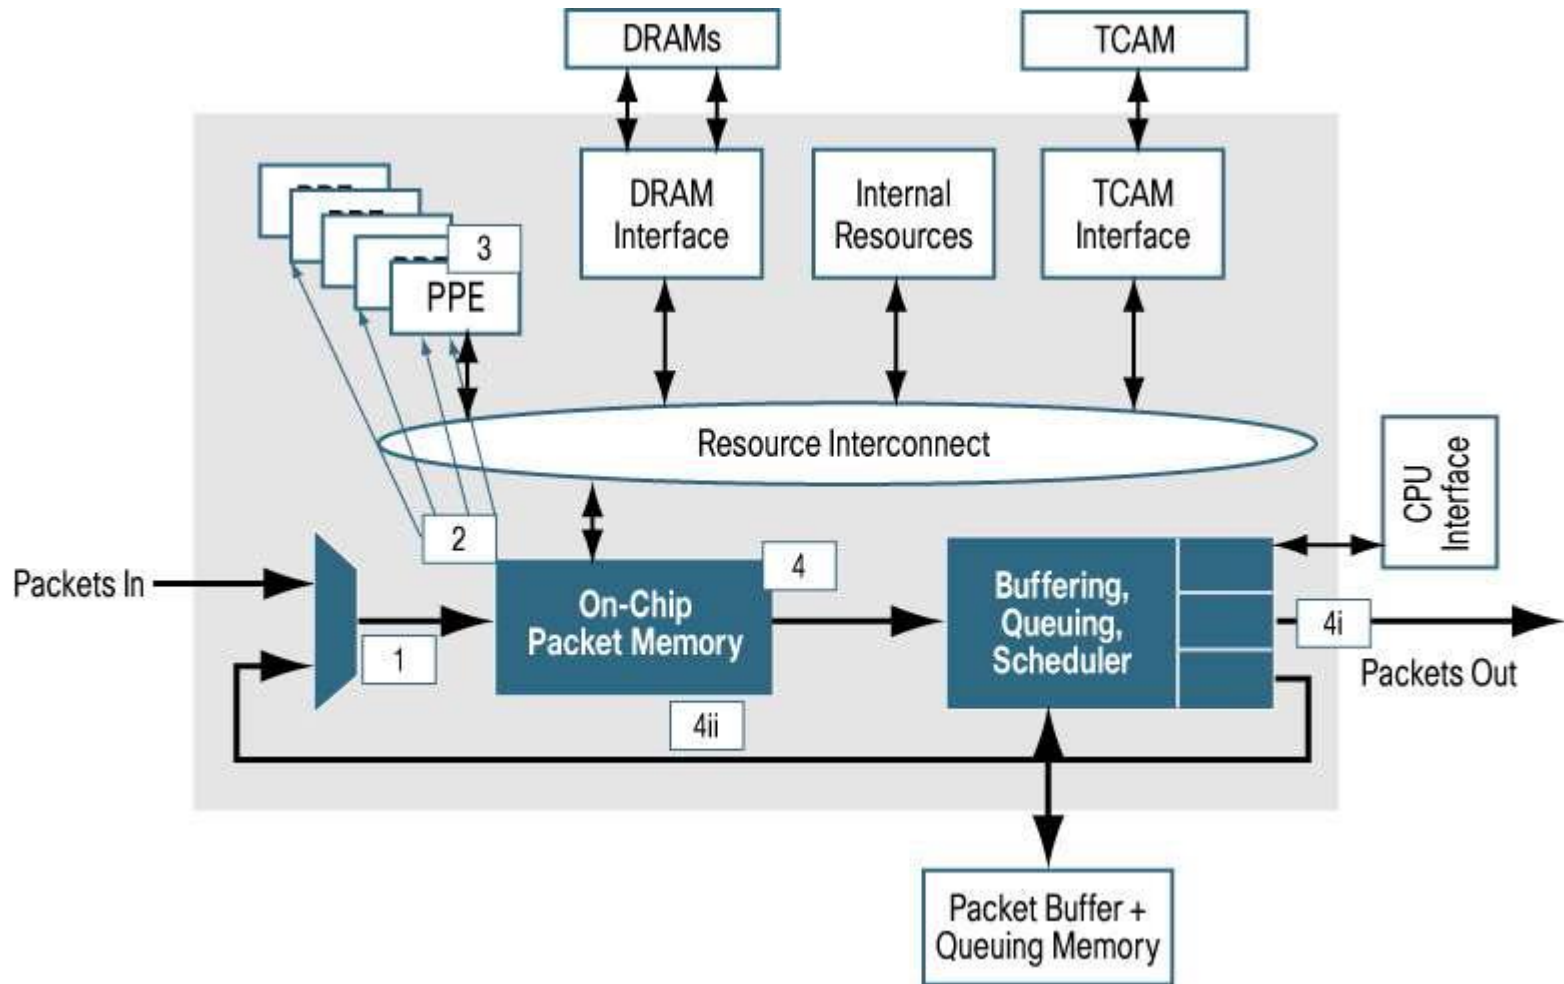 DRAMs
TCAM
DRAM
Interface
Internal
Resources
TCAM
Interface
3
PPE
Resource Interconnect
CPU
Interface
2
Packets In
1
On-Chip
Packet Memory
4
4ii
Buffering,
Queuing,
Scheduler
4i
Packets Out
Packet Buffer +
Queuing Memory